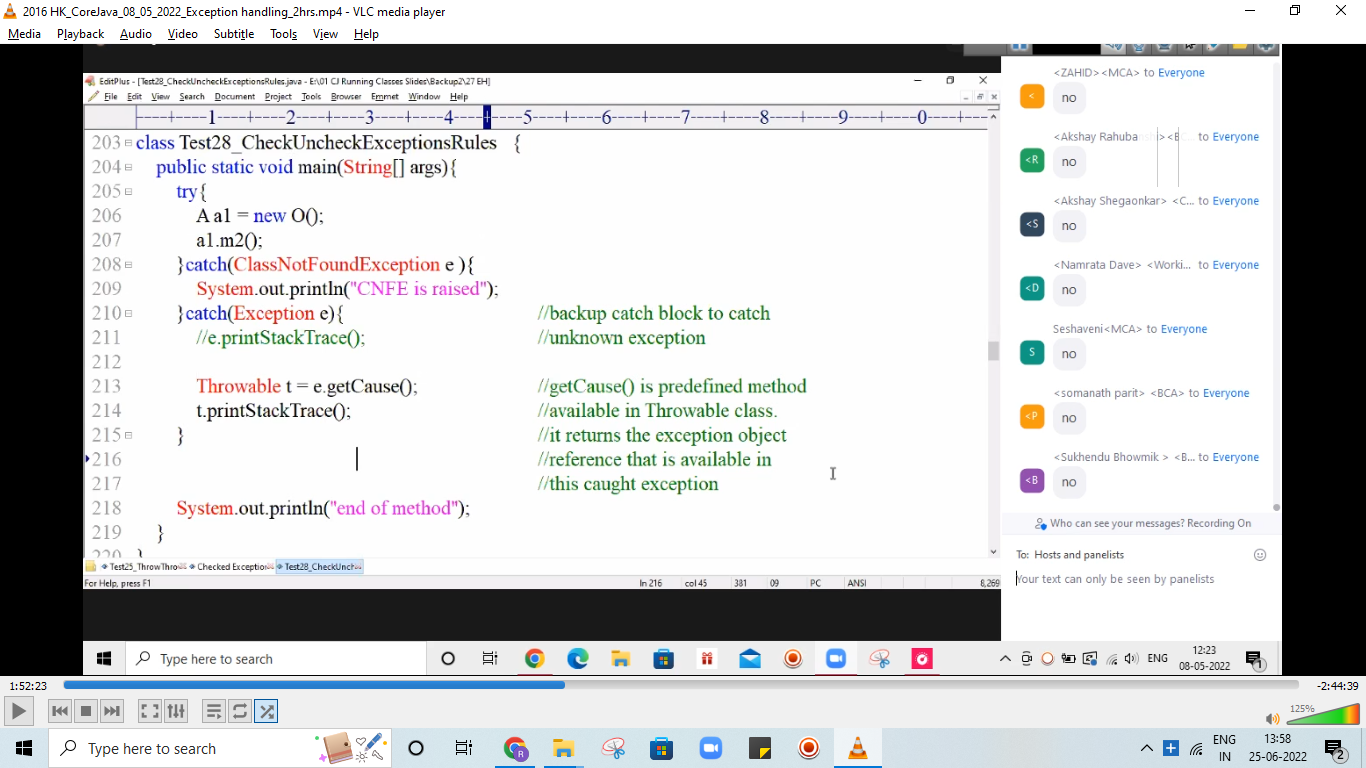 2016 HK_CoreJava_08_05_2022_Exception handling_2hrs.mp4 - VLC media player
Media Playback Audio Video Subtitle Tools View Help
EditPlus - [Test28_CheckUncheckExceptionsRules.java - E:\01 CJ Running Classes Slides\Backup2\27 EH]
File Edit View Search Document Project Tools Browser Emmet Window Help
----+----1----+----2----+----3----+----4----+----5----+----6----+----7----+----8----+----9----+----0----+--
203 class Test28_CheckUncheckExceptionsRules {
204 public static void main(String[] args){
205 try{
206 A a1 = new O();
207 a1.m2();
208 }catch(ClassNotFoundException e ){
209 System.out.println("CNFE is raised");
210 }catch(Exception e){ //backup catch block to catch
211 //e.printStackTrace(); //unknown exception
212
213 Throwable t = e.getCause(); //getCause() is predefined method
214 t.printStackTrace(); //available in Throwable class.
215 } //it returns the exception object
216 //reference that is available in
217 //this caught exception
218 System.out.println("end of method");
219 }
220 }
Test25_ThrowThro Checked Exception Test28_CheckUnch
For Help, press F1 ln 216 col 45 381 09 PC ANSI 8,269
<ZAHID><MCA> to Everyone
< no
<Akshay Rahuba to Everyone
<R no
<Akshay Shegaonkar> <C... to Everyone
<S no
<Namrata Dave> <Worki... to Everyone
<D no
Seshaveni<MCA> to Everyone
S no
<somanath parit> <BCA> to Everyone
<P no
<Sukhendu Bhowmik > <B... to Everyone
<B no
Who can see your messages? Recording On
To: Hosts and panelists
Your text can only be seen by panelists
Type here to search ENG 12:23
08-05-2022 1
1:52:23 -2:44:39
125%
Type here to search R ENG 13:58
IN 25-06-2022 2